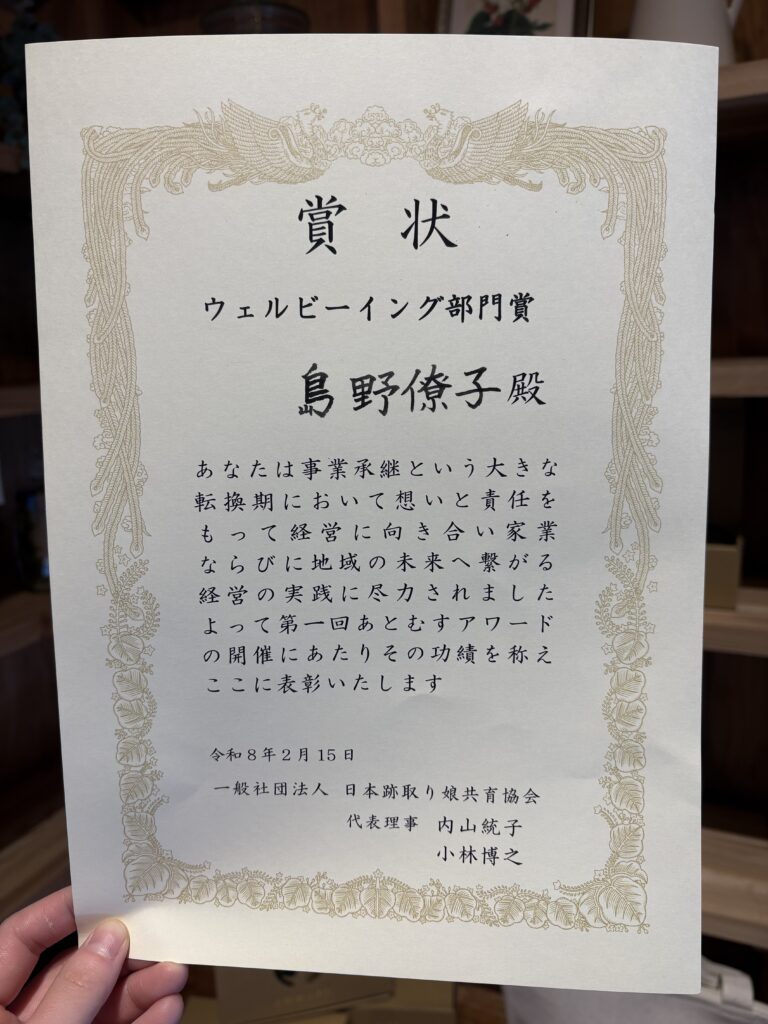 賞状
ウェルビーイング部門賞
島野僚子殿
あなたは事業承継という大きな
転換期において想いと責任を
もって経営に向き合い家業
ならびに地域の未来へ繋がる
経営の実践に尽力されました
よって第一回あとむすアワード
の開催にあたりその功績を称え
ここに表彰いたします
令和8年2月15日
一般社団法人 日本跡取り娘共育協会
代表理事 内山統子
小林博之